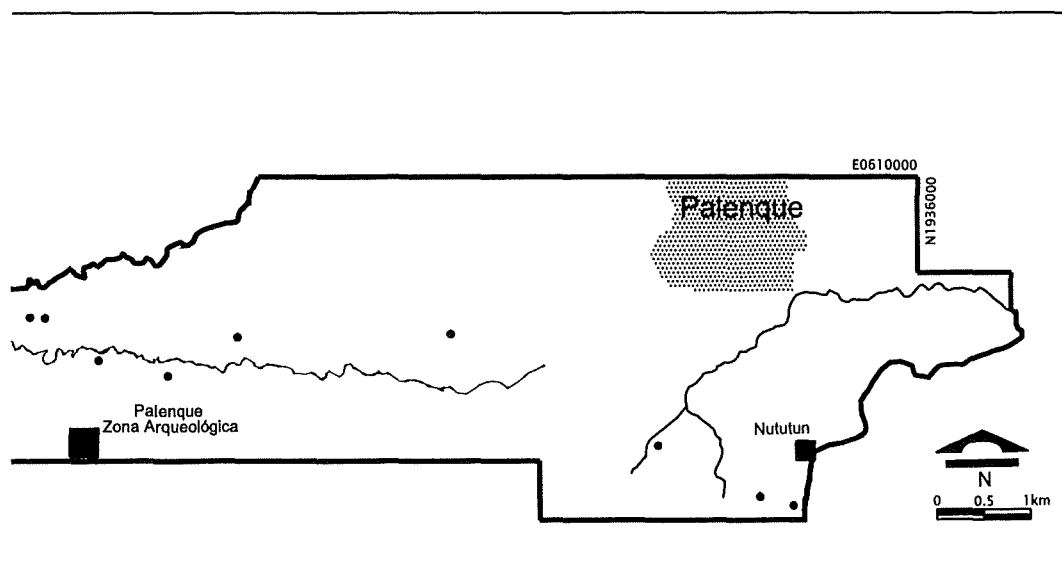 E0610000
N1936000
Palenque
Palenque
Zona Arqueológica
Nututun
N
0 0.5 1km